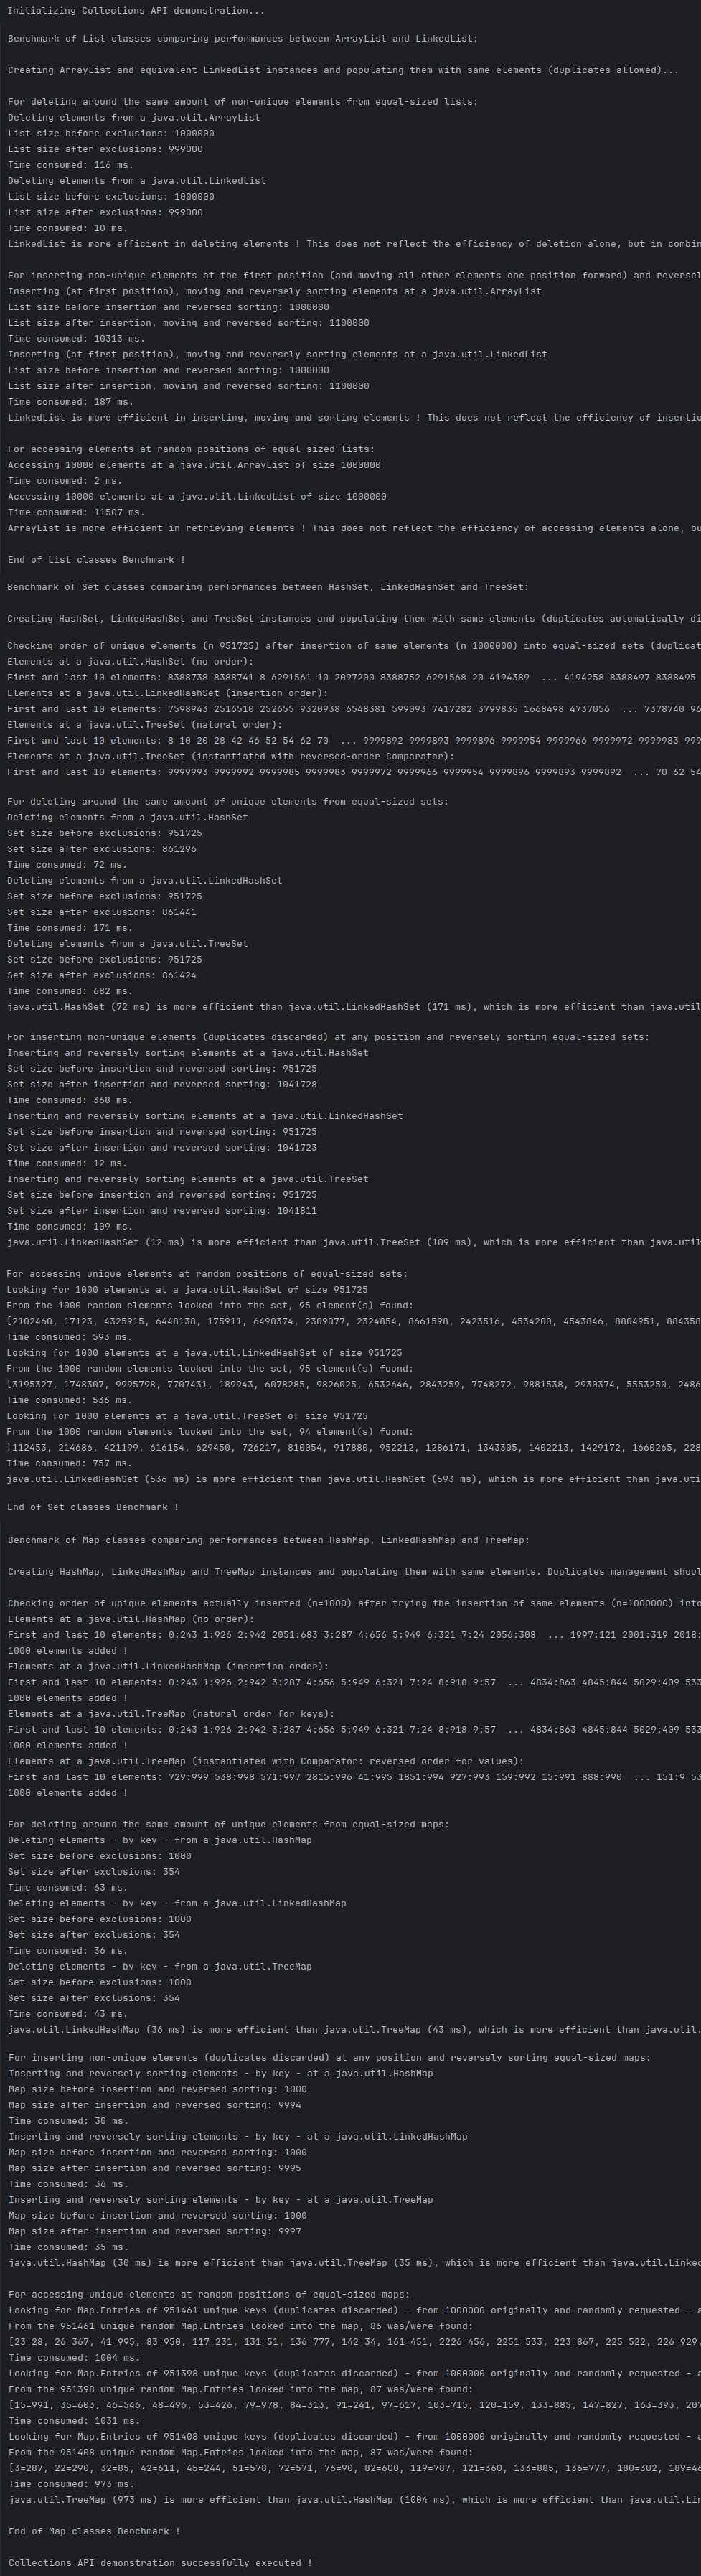 Initializing Collections API demonstration...
Benchmark of List classes comparing performances between ArrayList and LinkedList:
Creating ArrayList and equivalent LinkedList instances and populating them with same elements (duplicates allowed)...
For deleting around the same amount of non-unique elements from equal-sized lists:
Deleting elements from a java.util.ArrayList
List size before exclusions: 1000000
List size after exclusions: 999000
Time consumed: 116 ms.
Deleting elements from a java.util.LinkedList
List size before exclusions: 1000000
List size after exclusions: 999000
Time consumed: 10 ms.
LinkedList is more efficient in deleting elements ! This does not reflect the efficiency of deletion alone, but in combin
For inserting non-unique elements at the first position (and moving all other elements one position forward) and reversel
Inserting (at first position), moving and reversely sorting elements at a java.util.ArrayList
List size before insertion and reversed sorting: 1000000
List size after insertion, moving and reversed sorting: 1100000
Time consumed: 10313 ms.
Inserting (at first position), moving and reversely sorting elements at a java.util.LinkedList
List size before insertion and reversed sorting: 1000000
List size after insertion, moving and reversed sorting: 1100000
Time consumed: 187 ms.
LinkedList is more efficient in inserting, moving and sorting elements ! This does not reflect the efficiency of insertio
For accessing elements at random positions of equal-sized lists:
Accessing 10000 elements at a java.util.ArrayList of size 1000000
Time consumed: 2 ms.
Accessing 10000 elements at a java.util.LinkedList of size 1000000
Time consumed: 11507 ms.
ArrayList is more efficient in retrieving elements ! This does not reflect the efficiency of accessing elements alone, bu
End of List classes Benchmark !
Benchmark of Set classes comparing performances between HashSet, LinkedHashSet and TreeSet:
Creating HashSet, LinkedHashSet and TreeSet instances and populating them with same elements (duplicates automatically di
Checking order of unique elements (n=951725) after insertion of same elements (n=1000000) into equal-sized sets (duplicat
Elements at a java.util.HashSet (no order):
First and last 10 elements: 8388738 8388741 8 6291561 10 2097200 8388752 6291568 20 4194389  ... 4194258 8388497 8388495
Elements at a java.util.LinkedHashSet (insertion order):
First and last 10 elements: 7598943 2516510 252655 9320938 6548381 599093 7417282 3799835 1668498 4737056  ... 7378740 96
Elements at a java.util.TreeSet (natural order):
First and last 10 elements: 8 10 20 28 42 46 52 54 62 70  ... 9999892 9999893 9999896 9999954 9999966 9999972 9999983 999
Elements at a java.util.TreeSet (instantiated with reversed-order Comparator):
First and last 10 elements: 9999993 9999992 9999985 9999983 9999972 9999966 9999954 9999896 9999893 9999892  ... 70 62 54
For deleting around the same amount of unique elements from equal-sized sets:
Deleting elements from a java.util.HashSet
Set size before exclusions: 951725
Set size after exclusions: 861296
Time consumed: 72 ms.
Deleting elements from a java.util.LinkedHashSet
Set size before exclusions: 951725
Set size after exclusions: 861441
Time consumed: 171 ms.
Deleting elements from a java.util.TreeSet
Set size before exclusions: 951725
Set size after exclusions: 861424
Time consumed: 682 ms.
java.util.HashSet (72 ms) is more efficient than java.util.LinkedHashSet (171 ms), which is more efficient than java.util
For inserting non-unique elements (duplicates discarded) at any position and reversely sorting equal-sized sets:
Inserting and reversely sorting elements at a java.util.HashSet
Set size before insertion and reversed sorting: 951725
Set size after insertion and reversed sorting: 1041728
Time consumed: 368 ms.
Inserting and reversely sorting elements at a java.util.LinkedHashSet
Set size before insertion and reversed sorting: 951725
Set size after insertion and reversed sorting: 1041723
Time consumed: 12 ms.
Inserting and reversely sorting elements at a java.util.TreeSet
Set size before insertion and reversed sorting: 951725
Set size after insertion and reversed sorting: 1041811
Time consumed: 109 ms.
java.util.LinkedHashSet (12 ms) is more efficient than java.util.TreeSet (109 ms), which is more efficient than java.util
For accessing unique elements at random positions of equal-sized sets:
Looking for 1000 elements at a java.util.HashSet of size 951725
From the 1000 random elements looked into the set, 95 element(s) found:
[2102460, 17123, 4325915, 6448138, 175911, 6490374, 2309077, 2324854, 8661598, 2423516, 4534200, 4543846, 8804951, 884358
Time consumed: 593 ms.
Looking for 1000 elements at a java.util.LinkedHashSet of size 951725
From the 1000 random elements looked into the set, 95 element(s) found:
[3195327, 1748307, 9995798, 7707431, 189943, 6078285, 9826025, 6532646, 2843259, 7748272, 9881538, 2930374, 5553250, 2486
Time consumed: 536 ms.
Looking for 1000 elements at a java.util.TreeSet of size 951725
From the 1000 random elements looked into the set, 94 element(s) found:
[112453, 214686, 421199, 616154, 629450, 726217, 810054, 917880, 952212, 1286171, 1343305, 1402213, 1429172, 1660265, 228
Time consumed: 757 ms.
java.util.LinkedHashSet (536 ms) is more efficient than java.util.HashSet (593 ms), which is more efficient than java.uti
End of Set classes Benchmark !
Benchmark of Map classes comparing performances between HashMap, LinkedHashMap and TreeMap:
Creating HashMap, LinkedHashMap and TreeMap instances and populating them with same elements. Duplicates management shoul
Checking order of unique elements actually inserted (n=1000) after trying the insertion of same elements (n=1000000) into
Elements at a java.util.HashMap (no order):
First and last 10 elements: 0:243 1:926 2:942 2051:683 3:287 4:656 5:949 6:321 7:24 2056:308  ... 1997:121 2001:319 2018:
1000 elements added !
Elements at a java.util.LinkedHashMap (insertion order):
First and last 10 elements: 0:243 1:926 2:942 3:287 4:656 5:949 6:321 7:24 8:918 9:57  ... 4834:863 4845:844 5029:409 533
1000 elements added !
Elements at a java.util.TreeMap (natural order for keys):
First and last 10 elements: 0:243 1:926 2:942 3:287 4:656 5:949 6:321 7:24 8:918 9:57  ... 4834:863 4845:844 5029:409 533
1000 elements added !
Elements at a java.util.TreeMap (instantiated with Comparator: reversed order for values):
First and last 10 elements: 729:999 538:998 571:997 2815:996 41:995 1851:994 927:993 159:992 15:991 888:990  ... 151:9 53
1000 elements added !
For deleting around the same amount of unique elements from equal-sized maps:
Deleting elements - by key - from a java.util.HashMap
Set size before exclusions: 1000
Set size after exclusions: 354
Time consumed: 63 ms.
Deleting elements - by key - from a java.util.LinkedHashMap
Set size before exclusions: 1000
Set size after exclusions: 354
Time consumed: 36 ms.
Deleting elements - by key - from a java.util.TreeMap
Set size before exclusions: 1000
Set size after exclusions: 354
Time consumed: 43 ms.
java.util.LinkedHashMap (36 ms) is more efficient than java.util.TreeMap (43 ms), which is more efficient than java.util.
For inserting non-unique elements (duplicates discarded) at any position and reversely sorting equal-sized maps:
Inserting and reversely sorting elements - by key - at a java.util.HashMap
Map size before insertion and reversed sorting: 1000
Map size after insertion and reversed sorting: 9994
Time consumed: 30 ms.
Inserting and reversely sorting elements - by key - at a java.util.LinkedHashMap
Map size before insertion and reversed sorting: 1000
Map size after insertion and reversed sorting: 9995
Time consumed: 36 ms.
Inserting and reversely sorting elements - by key - at a java.util.TreeMap
Map size before insertion and reversed sorting: 1000
Map size after insertion and reversed sorting: 9997
Time consumed: 35 ms.
java.util.HashMap (30 ms) is more efficient than java.util.TreeMap (35 ms), which is more efficient than java.util.Linked
For accessing unique elements at random positions of equal-sized maps:
Looking for Map.Entries of 951461 unique keys (duplicates discarded) - from 1000000 originally and randomly requested - a
From the 951461 unique random Map.Entries looked into the map, 86 was/were found:
[23=28, 26=367, 41=995, 83=950, 117=231, 131=51, 136=777, 142=34, 161=451, 2226=456, 2251=533, 223=867, 225=522, 226=929,
Time consumed: 1004 ms.
Looking for Map.Entries of 951398 unique keys (duplicates discarded) - from 1000000 originally and randomly requested - a
From the 951398 unique random Map.Entries looked into the map, 87 was/were found:
[15=991, 35=603, 46=546, 48=496, 53=426, 79=978, 84=313, 91=241, 97=617, 103=715, 120=159, 133=885, 147=827, 163=393, 207
Time consumed: 1031 ms.
Looking for Map.Entries of 951408 unique keys (duplicates discarded) - from 1000000 originally and randomly requested - a
From the 951408 unique random Map.Entries looked into the map, 87 was/were found:
[3=287, 22=290, 32=85, 42=611, 45=244, 51=578, 72=571, 76=90, 82=600, 119=787, 121=360, 133=885, 136=777, 180=302, 189=46
Time consumed: 973 ms.
java.util.TreeMap (973 ms) is more efficient than java.util.HashMap (1004 ms), which is more efficient than java.util.Lin
End of Map classes Benchmark !
Collections API demonstration successfully executed !